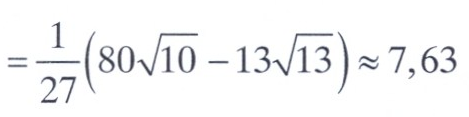 = 1/27 (80√10 − 13√13) ≈ 7,63